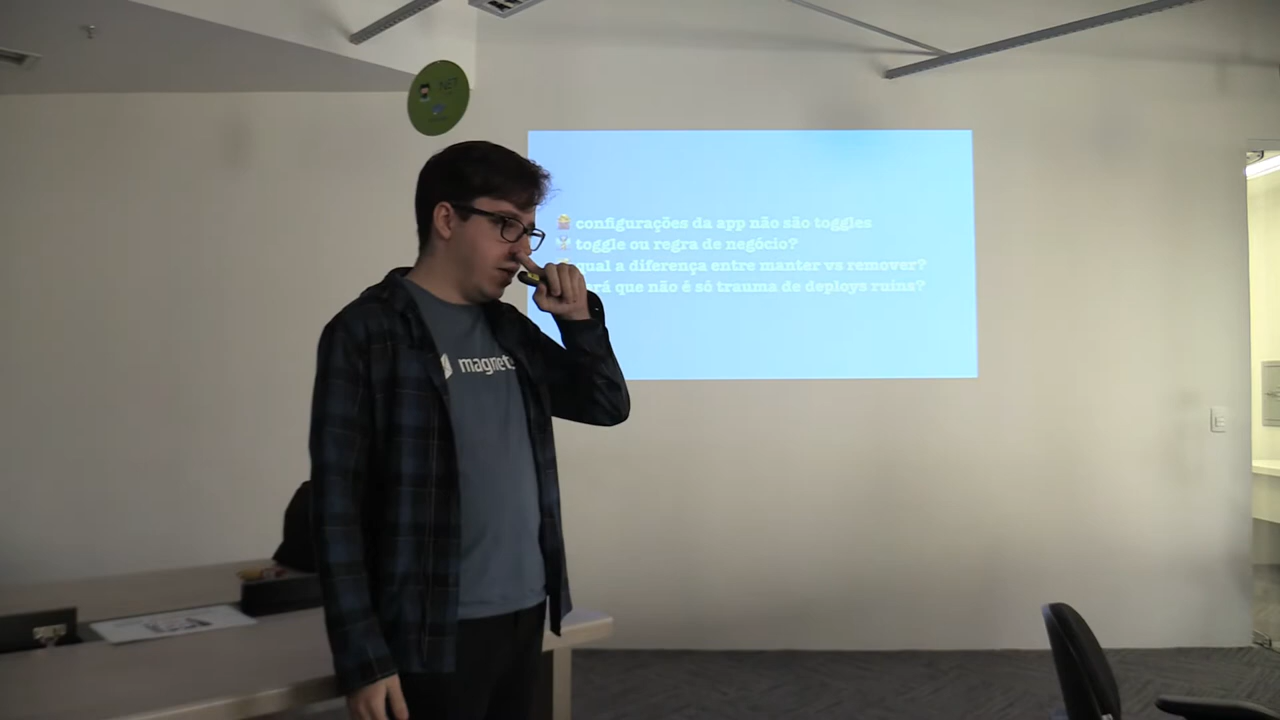 .NET
configurações da app não são toggles
toggle ou regra de negócio?
qual a diferença entre manter vs remover?
que não é só trauma de deploys ruins?